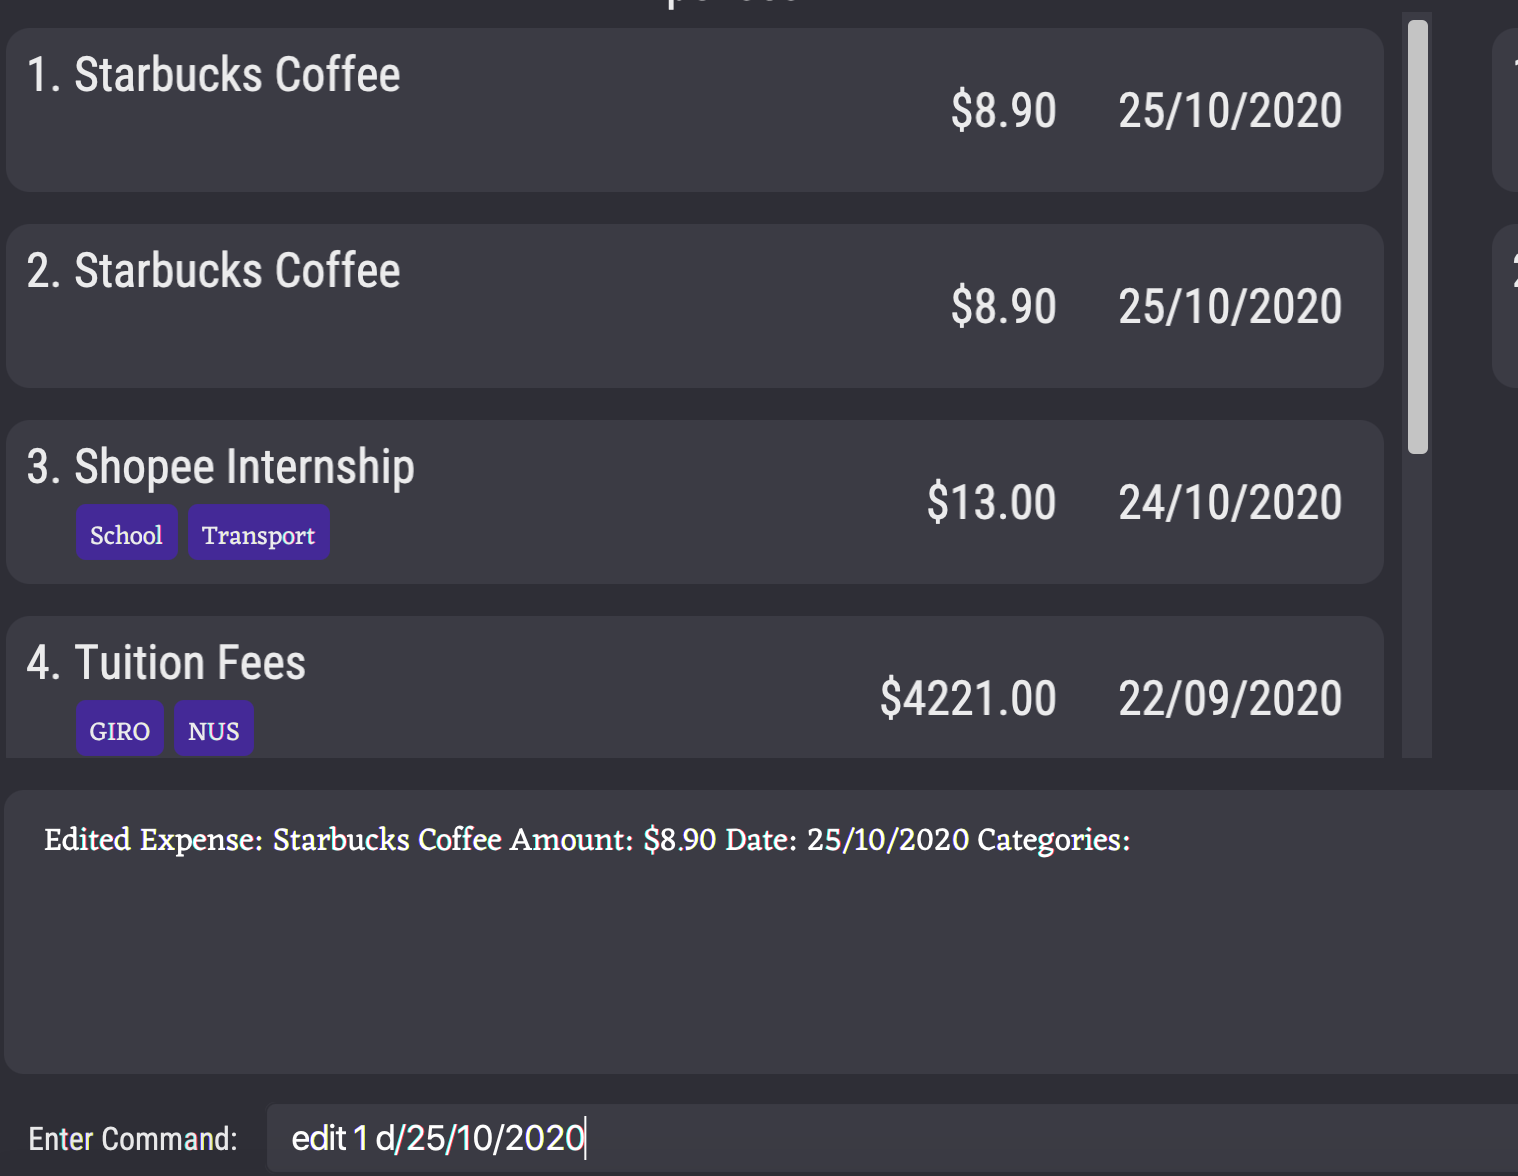 1. Starbucks Coffee
$8.90 25/10/2020
2. Starbucks Coffee
$8.90 25/10/2020
3. Shopee Internship
$13.00 24/10/2020
School Transport
4. Tuition Fees
$4221.00 22/09/2020
GIRO NUS
Edited Expense: Starbucks Coffee Amount: $8.90 Date: 25/10/2020 Categories:
Enter Command: edit 1 d/25/10/2020